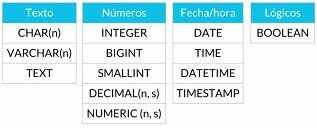 Texto
CHAR(n)
VARCHAR(n)
TEXT
Números
INTEGER
BIGINT
SMALLINT
DECIMAL(n, s)
NUMERIC (n, s)
Fecha/hora
DATE
TIME
DATETIME
TIMESTAMP
Lógicos
BOOLEAN